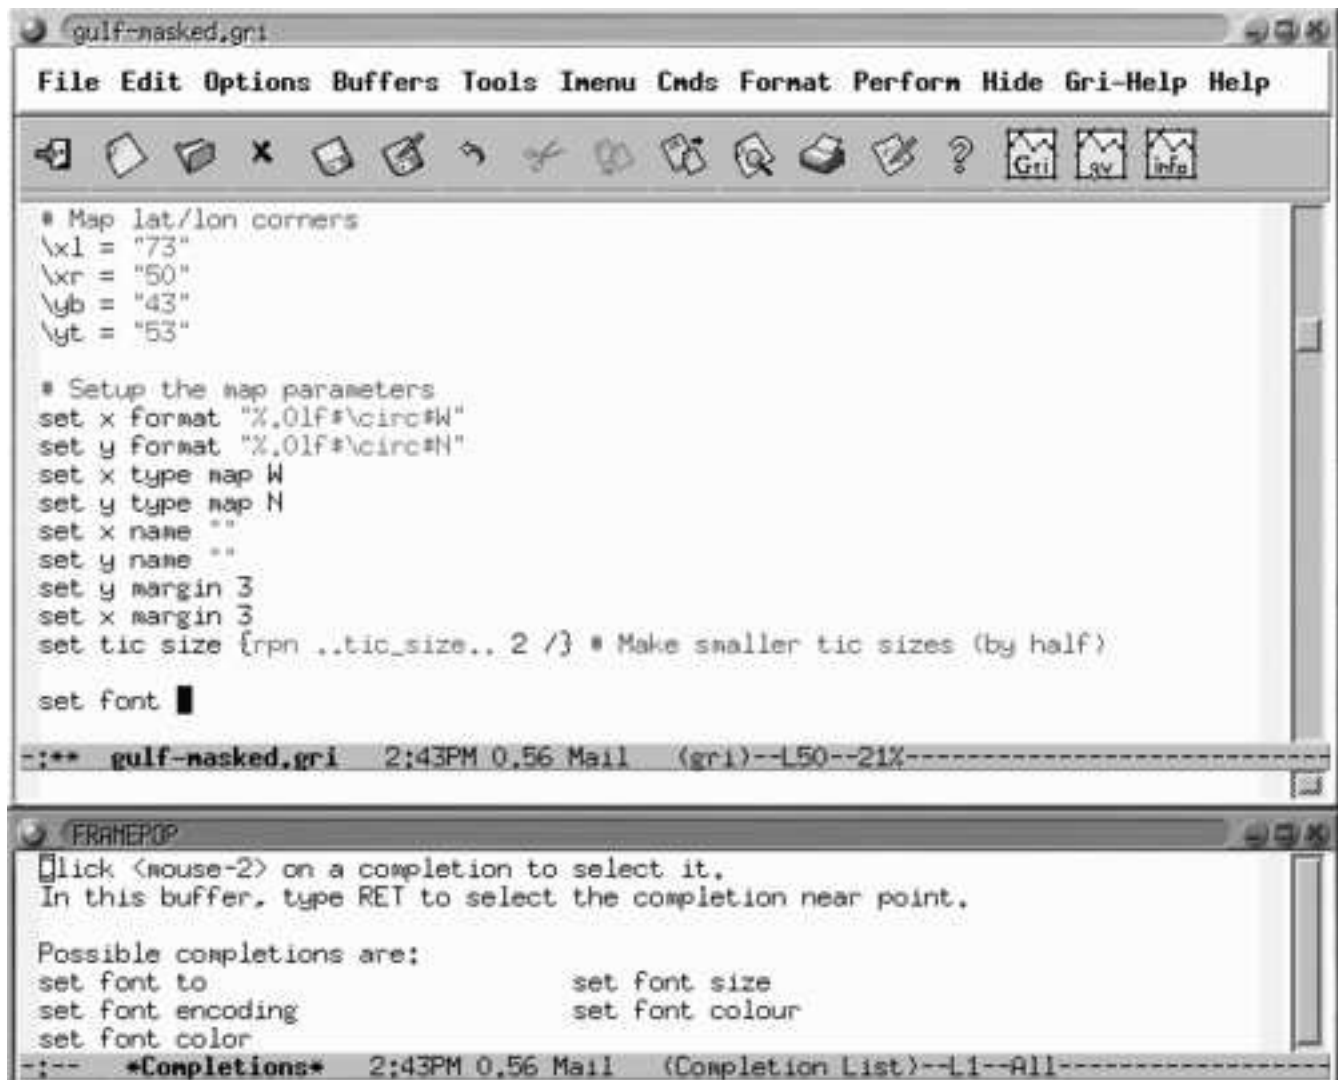 gulf-masked.gri
File Edit Options Buffers Tools Imenu Cmds Format Perform Hide Gri-Help Help
Gri gv info
# Map lat/lon corners
\xl = "73"
\xr = "50"
\yb = "43"
\yt = "53"
# Setup the map parameters
set x format "%.0lf$\circ$W"
set y format "%.0lf$\circ$N"
set x type map W
set y type map N
set x name ""
set y name ""
set y margin 3
set x margin 3
set tic size {rpn ..tic_size.. 2 /} # Make smaller tic sizes (by half)
set font
-:** gulf-masked.gri 2:43PM 0.56 Mail (gri)--L50--21%--------------------------
FRAMEPOP
Click <mouse-2> on a completion to select it.
In this buffer, type RET to select the completion near point.
Possible completions are:
set font to set font size
set font encoding set font colour
set font color
-:-- *Completions* 2:43PM 0.56 Mail (Completion List)--L1--All-----------------